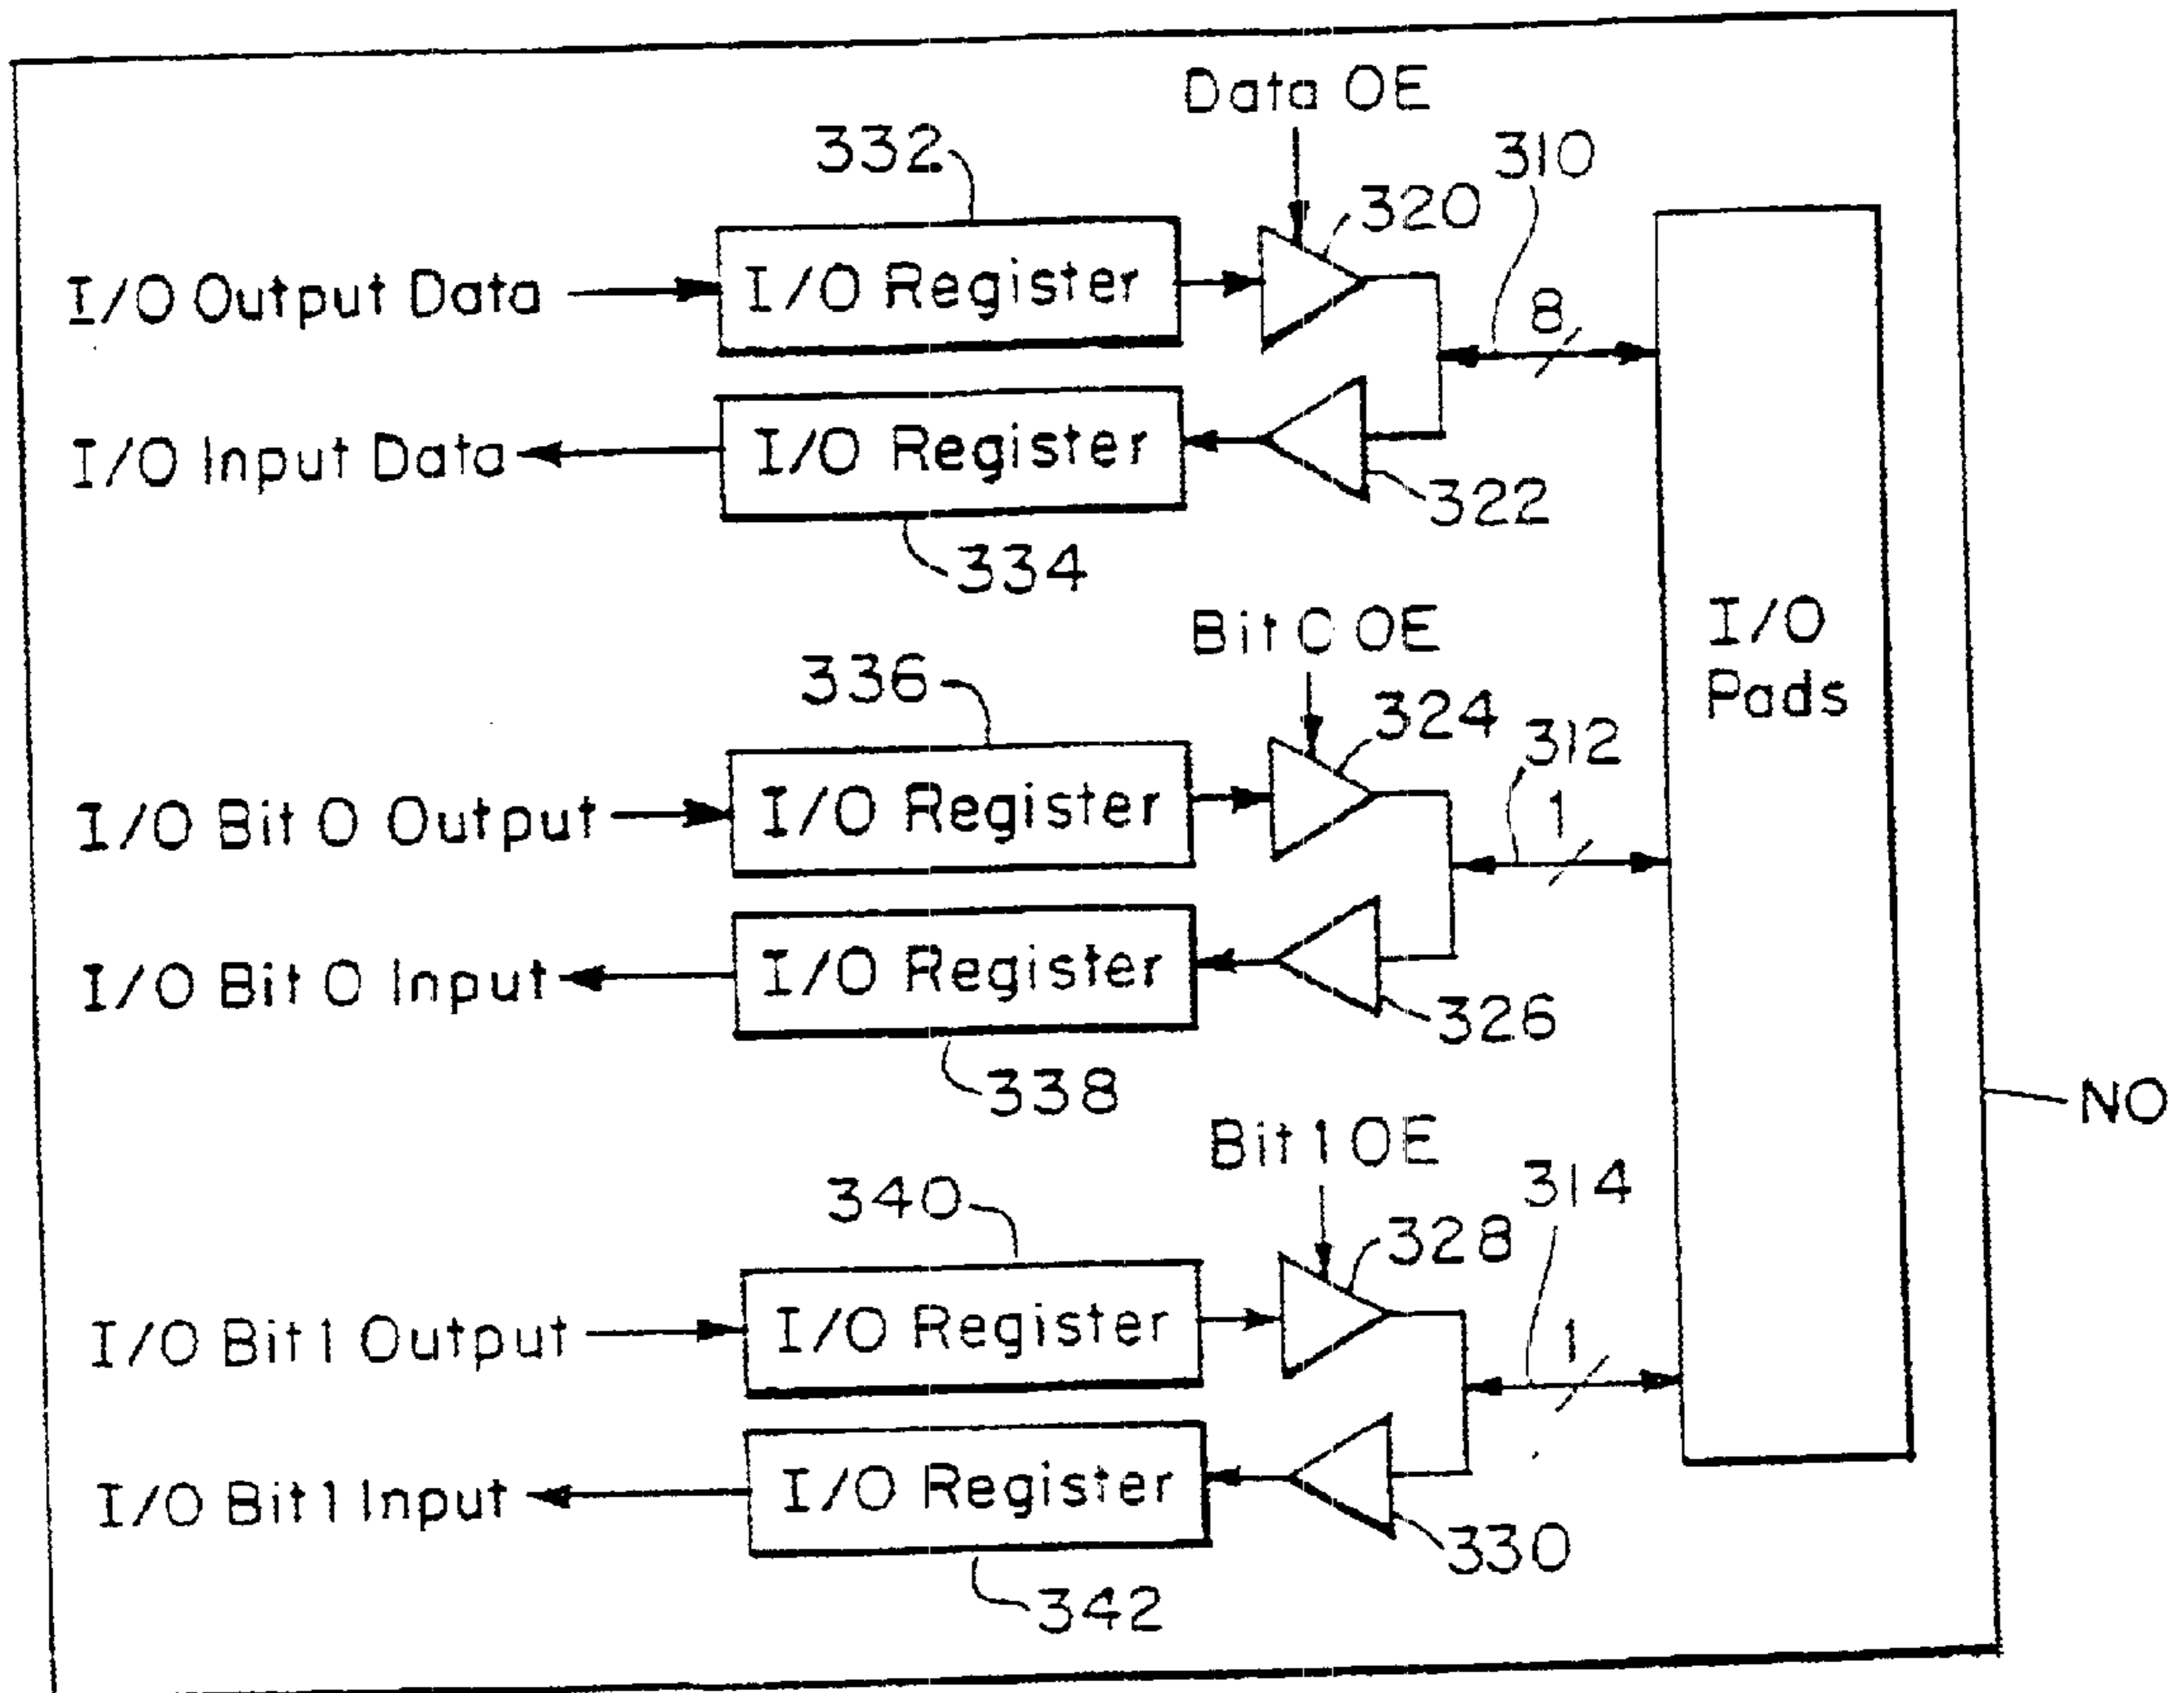 Data OE
332
310
320
I/O Output Data
I/O Register
8
I/O Input Data
I/O Register
322
334
I/O
Pads
Bit 0 OE
336
324
312
I/O Bit 0 Output
I/O Register
1
I/O Bit 0 Input
I/O Register
326
338
NO
Bit 1 OE
340
314
328
I/O Bit 1 Output
I/O Register
1
I/O Bit 1 Input
I/O Register
330
342